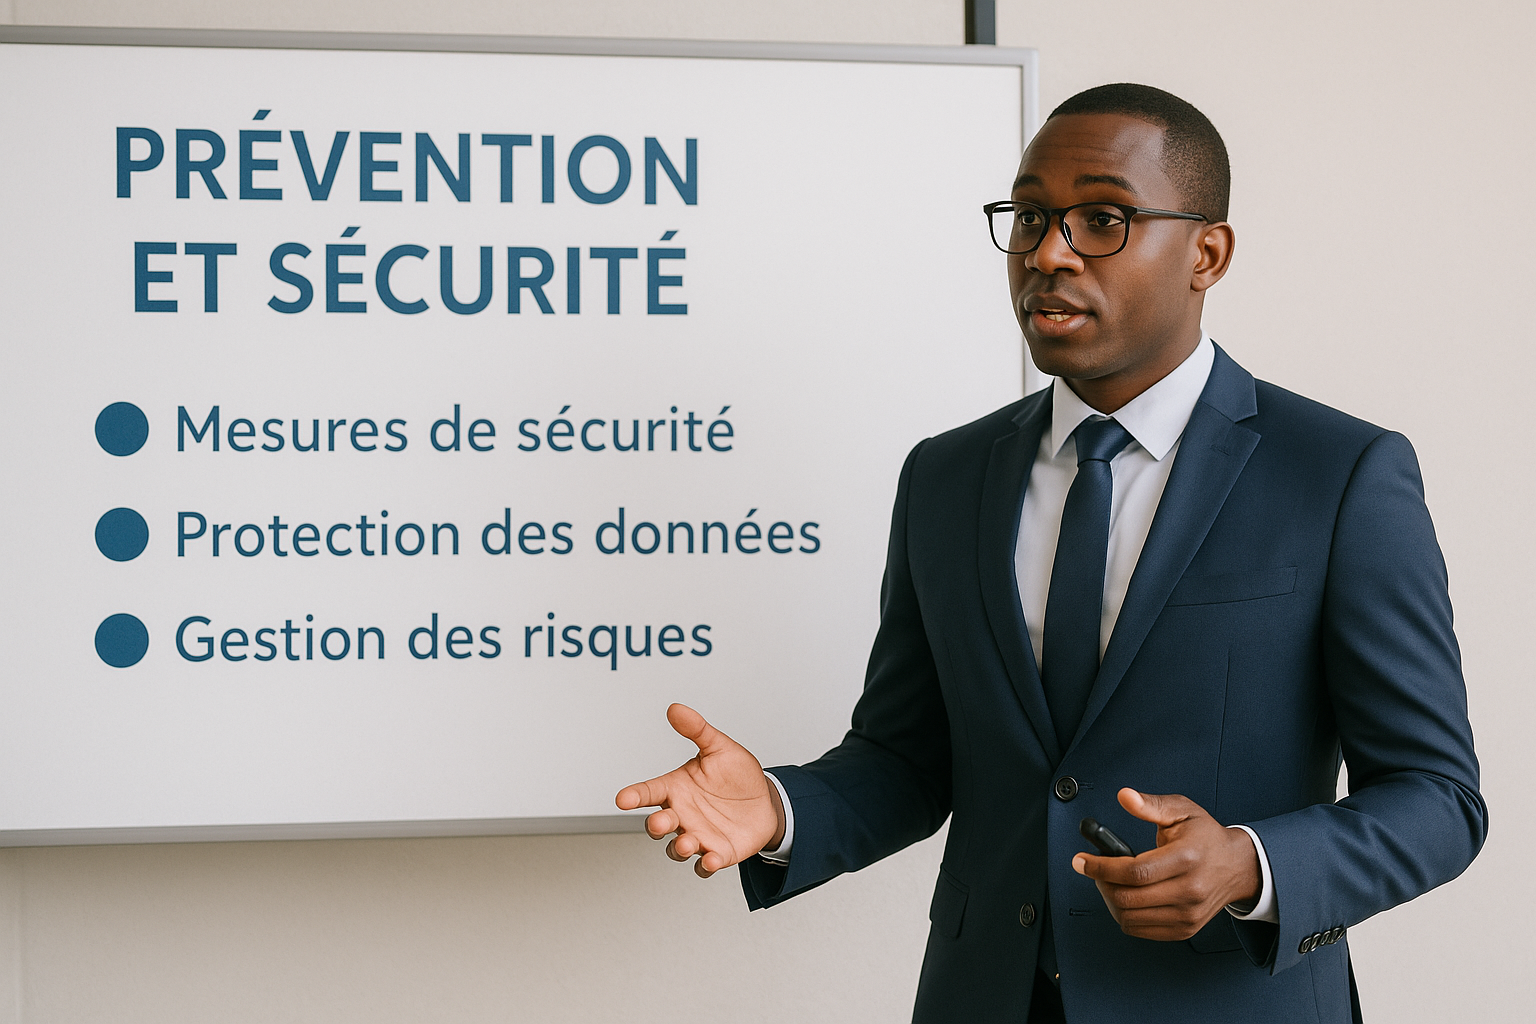 PRÉVENTION
ET SÉCURITÉ
Mesures de sécurité
Protection des données
Gestion des risques